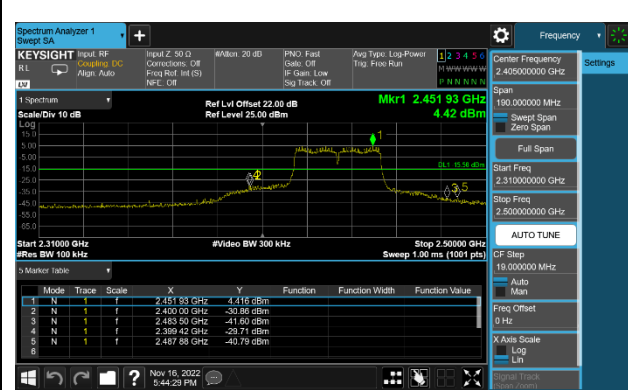 Spectrum Analyzer 1
Swept SA
Frequency
KEYSIGHT
RL
Input: RF
Coupling: DC
Align: Auto
Input Z: 50 Ω
Corrections: Off
Freq Ref: Int (S)
NFE: Off
#Atten: 20 dB
PNO: Fast
Gate: Off
IF Gain: Low
Sig Track: Off
Avg Type: Log-Power
Trig: Free Run
1 2 3 4 5 6
M W W W W W
P N N N N N
Settings
Center Frequency
2.405000000 GHz
Span
190.000000 MHz
Swept Span
Zero Span
Full Span
Start Freq
2.310000000 GHz
Stop Freq
2.500000000 GHz
AUTO TUNE
CF Step
19.000000 MHz
Auto
Man
Freq Offset
0 Hz
X Axis Scale
Log
Lin
Signal Track
(Span Zoom)
1 Spectrum
Scale/Div 10 dB
Ref Lvl Offset 22.00 dB
Ref Level 25.00 dBm
Mkr1 2.451 93 GHz
4.42 dBm
Log
15.0
5.00
-5.00
-15.0
-25.0
-35.0
-45.0
-55.0
-65.0
1
2
3
5
Start 2.31000 GHz
#Res BW 100 kHz
#Video BW 300 kHz
Stop 2.50000 GHz
Sweep 1.00 ms (1001 pts)
5 Marker Table
Mode Trace Scale X Y Function Function Width Function Value
1 N 1 f 2.451 93 GHz 4.416 dBm
2 N 1 f 2.400 00 GHz -30.86 dBm
3 N 1 f 2.483 50 GHz -41.60 dBm
4 N 1 f 2.399 42 GHz -29.71 dBm
5 N 1 f 2.487 88 GHz -40.79 dBm
6
Nov 16, 2022
5:44:29 PM